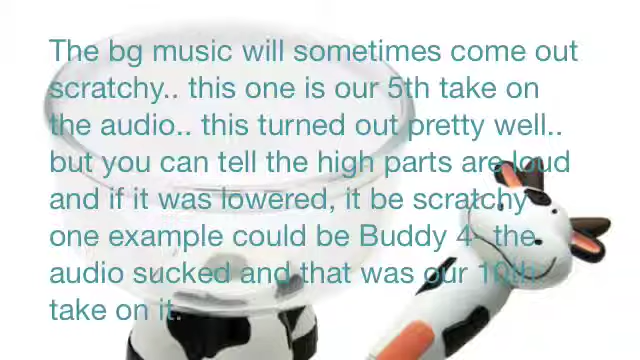 The bg music will sometimes come out
scratchy.. this one is our 5th take on
the audio.. this turned out pretty well..
but you can tell the high parts are loud
and if it was lowered, it be scratchy
one example could be Buddy 4- the
audio sucked and that was our 10th
take on it.